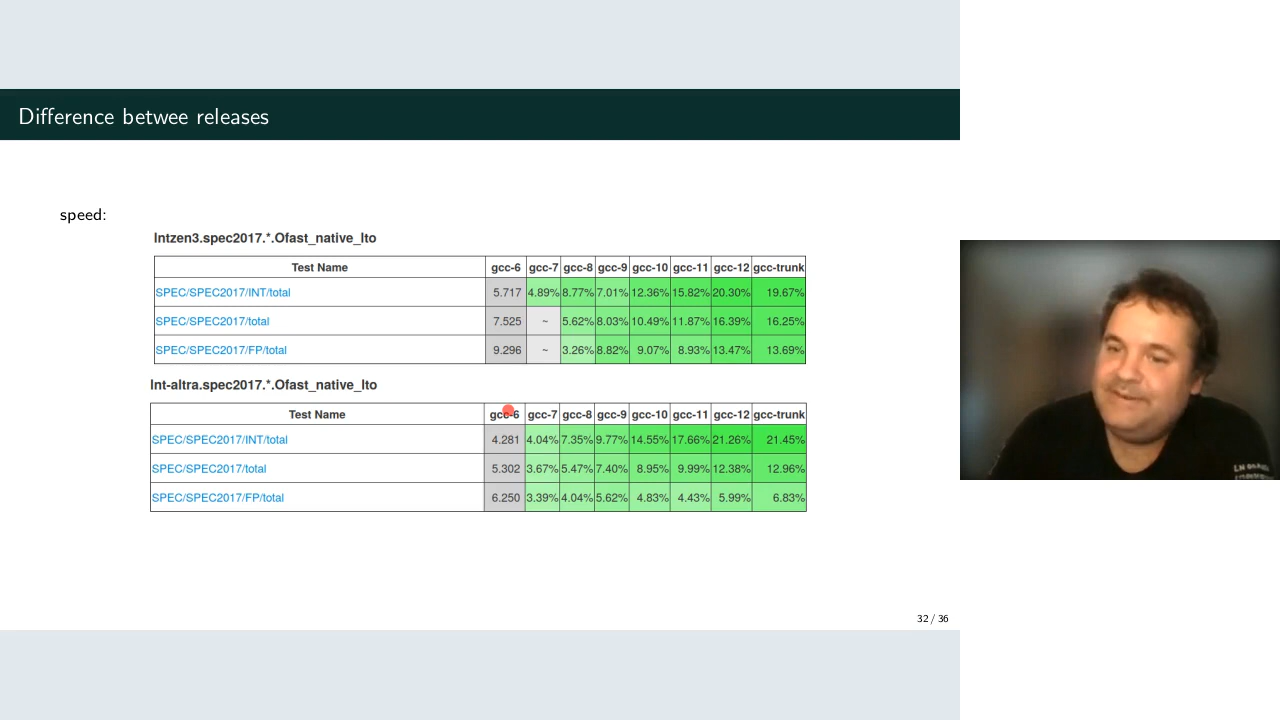 Difference betwee releases
speed:
lntzen3.spec2017.*.Ofast_native_lto
Test Name gcc-6 gcc-7 gcc-8 gcc-9 gcc-10 gcc-11 gcc-12 gcc-trunk
SPEC/SPEC2017/INT/total 5.717 4.89% 8.77% 7.01% 12.36% 15.82% 20.30% 19.67%
SPEC/SPEC2017/total 7.525 ~ 5.62% 8.03% 10.49% 11.87% 16.39% 16.25%
SPEC/SPEC2017/FP/total 9.296 ~ 3.26% 8.82% 9.07% 8.93% 13.47% 13.69%
lnt-altra.spec2017.*.Ofast_native_lto
Test Name gcc-6 gcc-7 gcc-8 gcc-9 gcc-10 gcc-11 gcc-12 gcc-trunk
SPEC/SPEC2017/INT/total 4.281 4.04% 7.35% 9.77% 14.55% 17.66% 21.26% 21.45%
SPEC/SPEC2017/total 5.302 3.67% 5.47% 7.40% 8.95% 9.99% 12.38% 12.96%
SPEC/SPEC2017/FP/total 6.250 3.39% 4.04% 5.62% 4.83% 4.43% 5.99% 6.83%
32 / 36